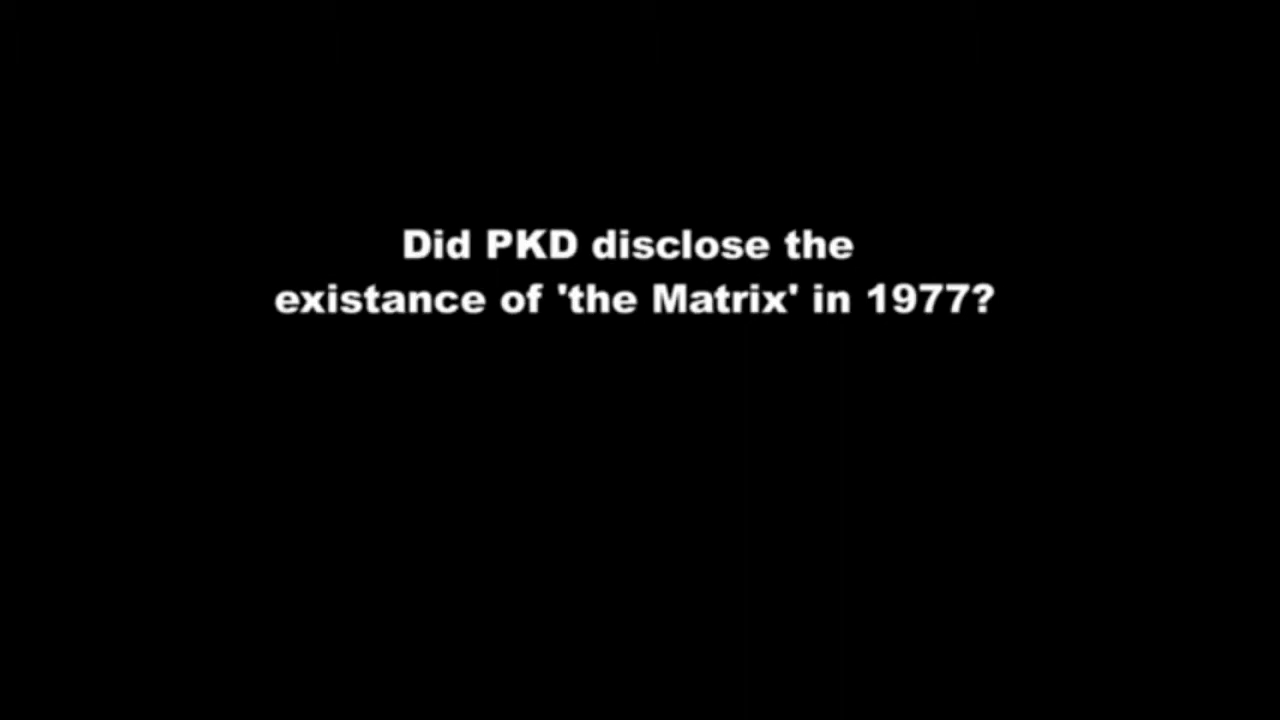 Did PKD disclose the
existance of 'the Matrix' in 1977?